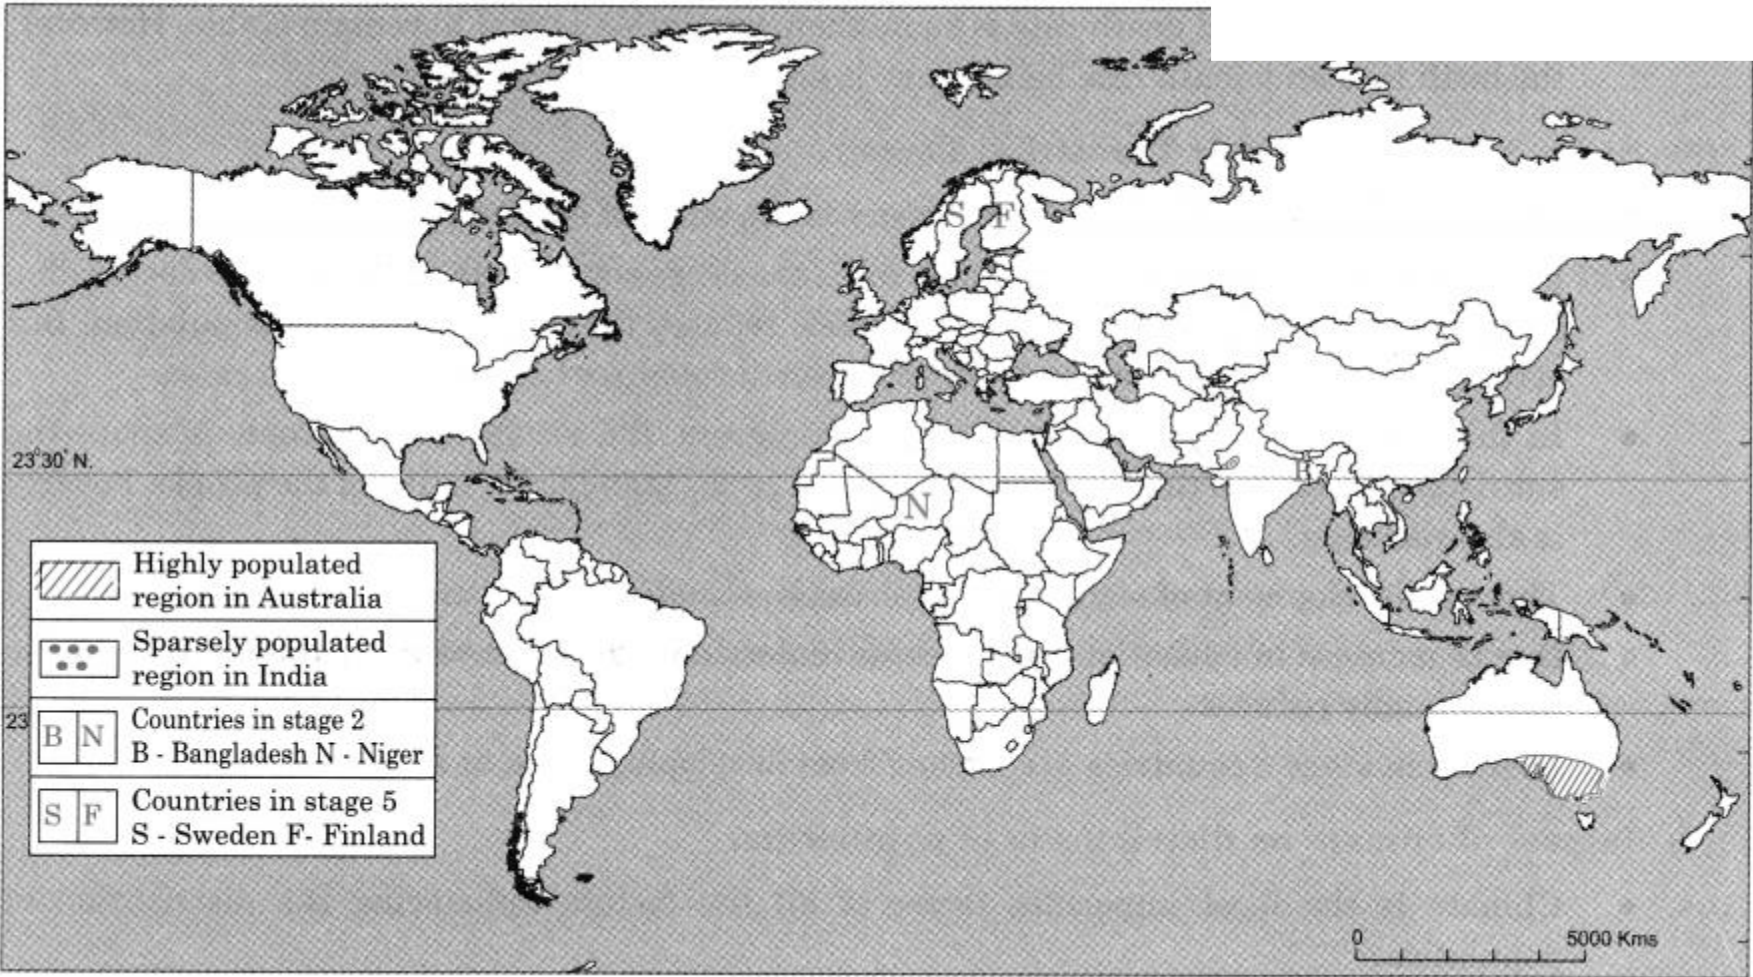 S F
23°30' N.
B
N
Highly populated
region in Australia
Sparsely populated
region in India
23
B N
Countries in stage 2
B - Bangladesh N - Niger
S F
Countries in stage 5
S - Sweden F- Finland
0 5000 Kms